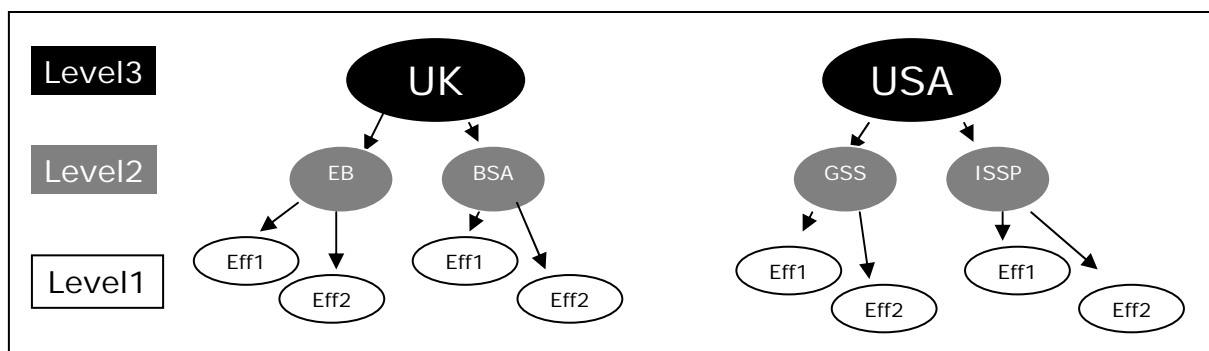 Level3
UK
USA
Level2
EB
BSA
GSS
ISSP
Level1
Eff1
Eff2
Eff1
Eff2
Eff1
Eff2
Eff1
Eff2